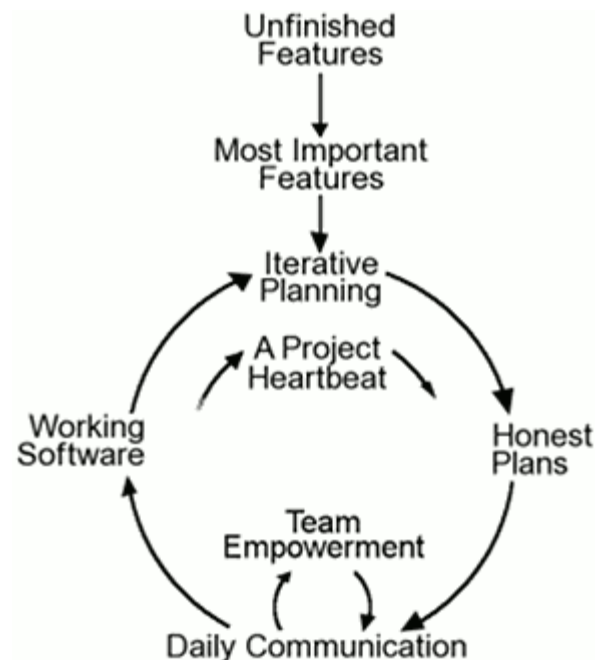 Unfinished
Features
Most Important
Features
Iterative
Planning
A Project
Heartbeat
Working
Software
Honest
Plans
Team
Empowerment
Daily Communication